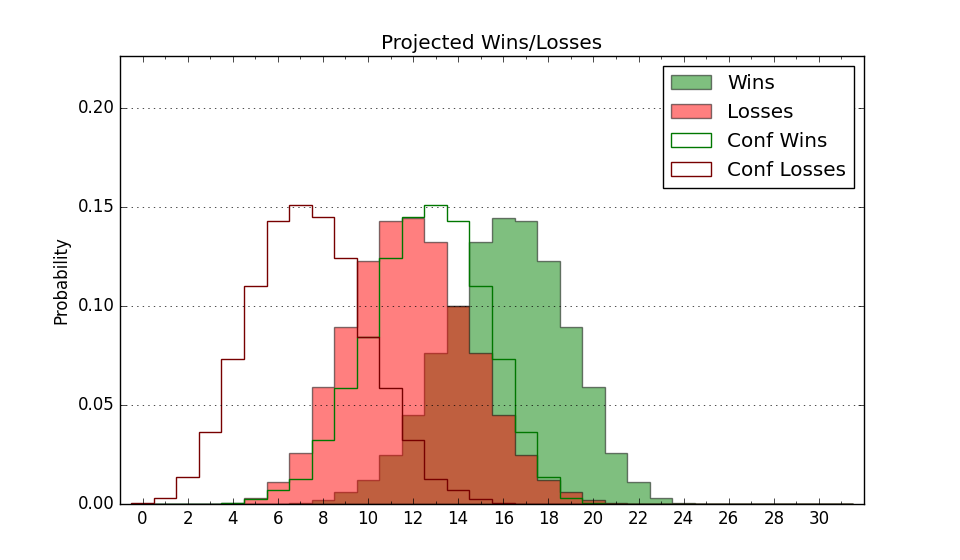 Projected Wins/Losses
Wins
Losses
Conf Wins
Conf Losses
Probability
0.20
0.15
0.10
0.05
0.00
0 2 4 6 8 10 12 14 16 18 20 22 24 26 28 30